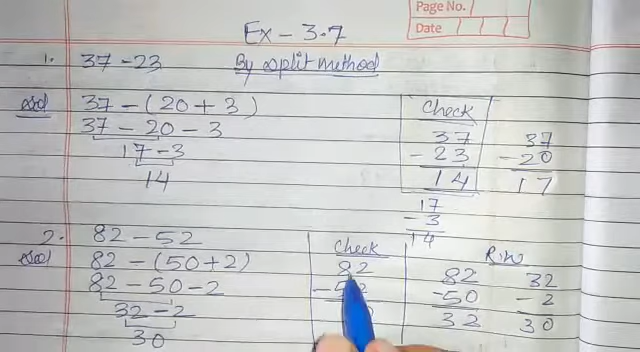 Page No.
Date
Ex - 3.7
1. 37 - 23 By split method
sol 37 - (20 + 3)
37 - 20 - 3
17 - 3
14
Check
37
- 23
14
37
- 20
17
17
- 3
14
2. 82 - 52
sol 82 - (50 + 2)
82 - 50 - 2
32 - 2
30
Check
82
R.W
82
- 50
32
32
- 2
30